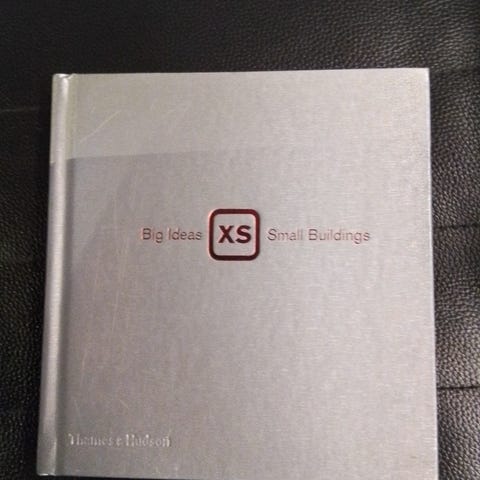 Big Ideas XS Small Buildings
Thames & Hudson